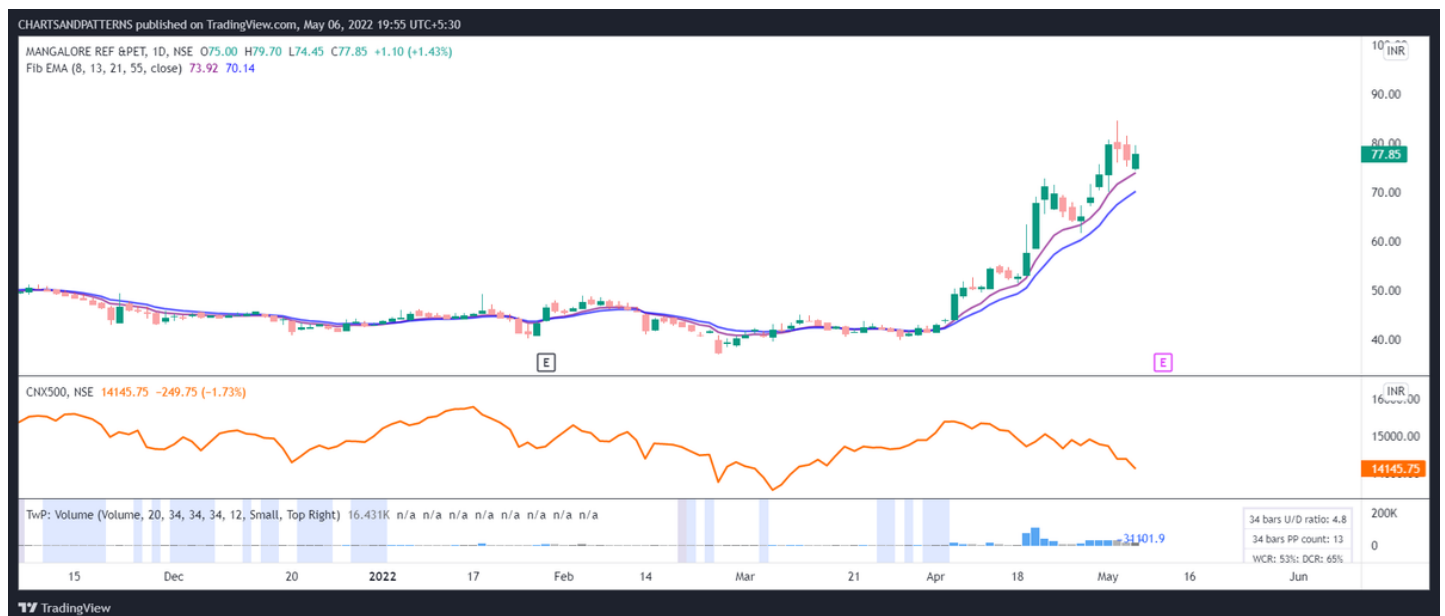 CHARTSANDPATTERNS published on TradingView.com, May 06, 2022 19:55 UTC+5:30
MANGALORE REF &PET, 1D, NSE O75.00 H79.70 L74.45 C77.85 +1.10 (+1.43%)
Fib EMA (8, 13, 21, 55, close) 73.92 70.14
INR
90.00
80.00
77.85
70.00
60.00
50.00
40.00
E E
CNX500, NSE 14145.75 −249.75 (−1.73%)
INR
15000.00
14145.75
TwP: Volume (Volume, 20, 34, 34, 34, 12, Small, Top Right) 16.431K n/a n/a n/a n/a n/a n/a n/a n/a
34 bars U/D ratio: 4.8
34 bars PP count: 13
WCR: 53%; DCR: 65%
200K
0
15 Dec 20 2022 17 Feb 14 Mar 21 Apr 18 May 16 Jun
TradingView